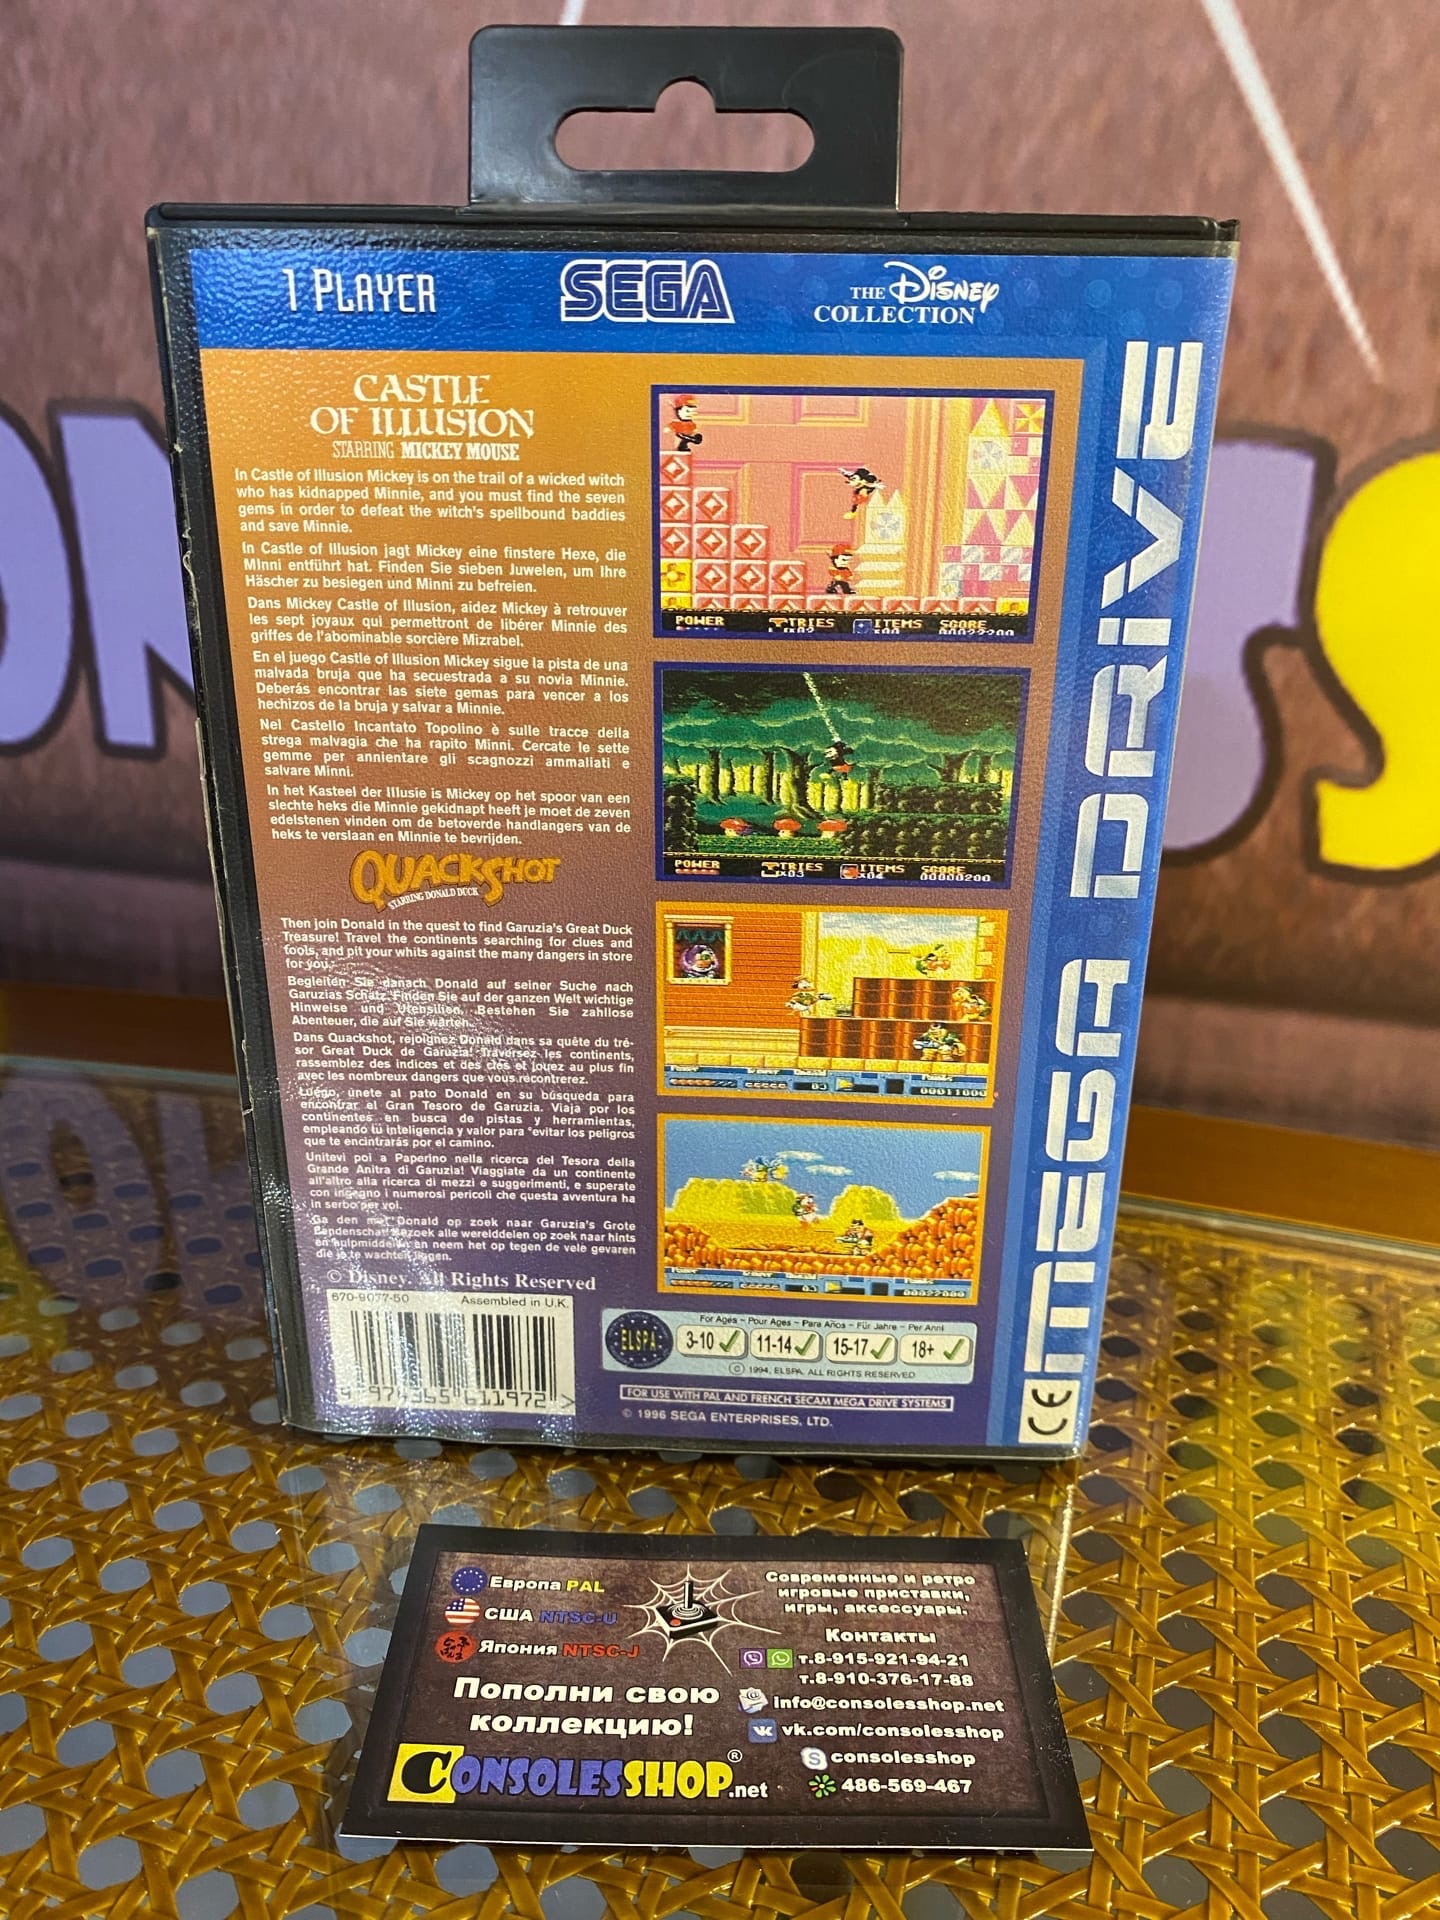 1 PLAYER
SEGA
THE Disney
COLLECTION
CASTLE
OF ILLUSION
STARRING MICKEY MOUSE
In Castle of Illusion Mickey is on the trail of a wicked witch
who has kidnapped Minnie, and you must find the seven
gems in order to defeat the witch's spellbound baddies
and save Minnie.
In Castle of Illusion jagt Mickey eine finstere Hexe, die
MInni entführt hat. Finden Sie sieben Juwelen, um Ihre
Häscher zu besiegen und Minni zu befreien.
Dans Mickey Castle of Illusion, aidez Mickey à retrouver
les sept joyaux qui permettront de libérer Minnie des
griffes de l'abominable sorcière Mizrabel.
En el juego Castle of Illusion Mickey sigue la pista de una
malvada bruja que ha secuestrada a su novia Minnie.
Deberás encontrar las siete gemas para vencer a los
hechizos de la bruja y salvar a Minnie.
Nel Castello Incantato Topolino è sulle tracce della
strega malvagia che ha rapito Minni. Cercate le sette
gemme per annientare gli scagnozzi ammaliati e
salvare Minni.
In het Kasteel der Illusie is Mickey op het spoor van een
slechte heks die Minnie gekidnapt heeft je moet de zeven
edelstenen vinden om de betoverde handlangers van de
heks te verslaan en Minnie te bevrijden.
QUACKSHOT
STARRING DONALD DUCK
Then join Donald in the quest to find Garuzia's Great Duck
Treasure! Travel the continents searching for clues and
tools, and pit your whits against the many dangers in store
for you.
Begleiten Sie danach Donald auf seiner Suche nach
Garuzias Schatz. Finden Sie auf der ganzen Welt wichtige
Hinweise und Utensilien. Bestehen Sie zahllose
Abenteuer, die auf Sie warten.
Dans Quackshot, rejoignez Donald dans sa quête du tré-
sor Great Duck de Garuzia! Traversez les continents,
rassemblez des indices et des clés et jouez au plus fin
avec les nombreux dangers que vous recontrerez.
Luego, únete al pato Donald en su búsqueda para
encontrar el Gran Tesoro de Garuzia. Viaja por los
continentes en busca de pistas y herramientas,
empleando tú inteligencia y valor para evitar los peligros
que te encintrarás por el camino.
Unitevi poi a Paperino nella ricerca del Tesora della
Grande Anitra di Garuzia! Viaggiate da un continente
all'altro alla ricerca di mezzi e suggerimenti, e superate
con ingegno i numerosi pericoli che questa avventura ha
in serbo per voi.
Ga den met Donald op zoek naar Garuzia's Grote
Eendenschat! Bezoek alle werelddelen op zoek naar hints
en hulpmiddelen en neem het op tegen de vele gevaren
die je te wachten liggen.
© Disney. All Rights Reserved
670-9077-50 Assembled in U.K.
9 974365 611972 >
POWER TRIES x02 ITEMS x00 SCORE 00022200
POWER TRIES x03 ITEMS x04 SCORE 00000200
03 00011000
03 00022000
ELSPA
For Ages ~ Pour Ages ~ Para Años ~ Für Jahre ~ Per Anni
3-10 ✓ 11-14 ✓ 15-17 ✓ 18+ ✓
© 1994, ELSPA. ALL RIGHTS RESERVED
FOR USE WITH PAL AND FRENCH SECAM MEGA DRIVE SYSTEMS
© 1996 SEGA ENTERPRISES, LTD.
MEGA DRIVE
CE
Европа PAL
США NTSC-U
Япония NTSC-J
Пополни свою
коллекцию!
CONSOLESSHOP®.net
Современные и ретро
игровые приставки,
игры, аксессуары.
Контакты
т.8-915-921-94-21
т.8-910-376-17-88
info@consolesshop.net
vk.com/consolesshop
consolesshop
486-569-467